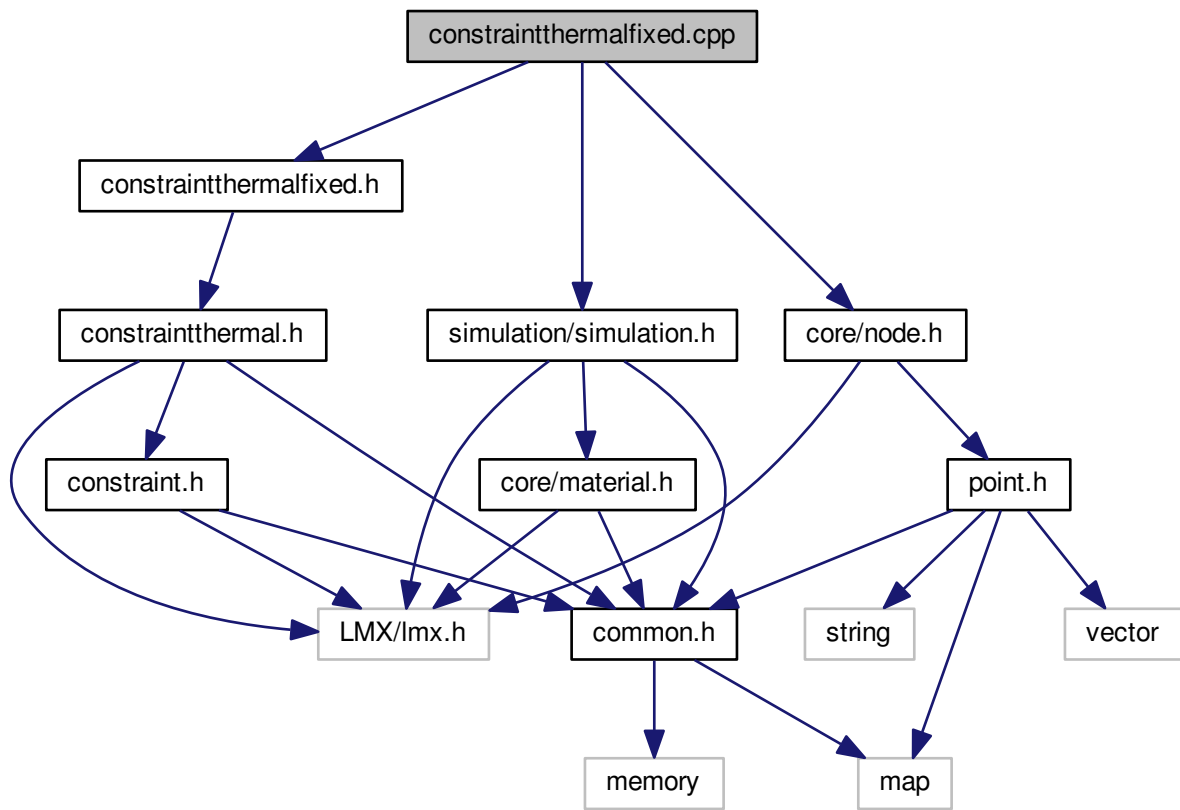 constraintthermalfixed.cpp
constraintthermalfixed.h
constraintthermal.h
simulation/simulation.h
core/node.h
constraint.h
core/material.h
point.h
LMX/lmx.h
common.h
string
vector
memory
map